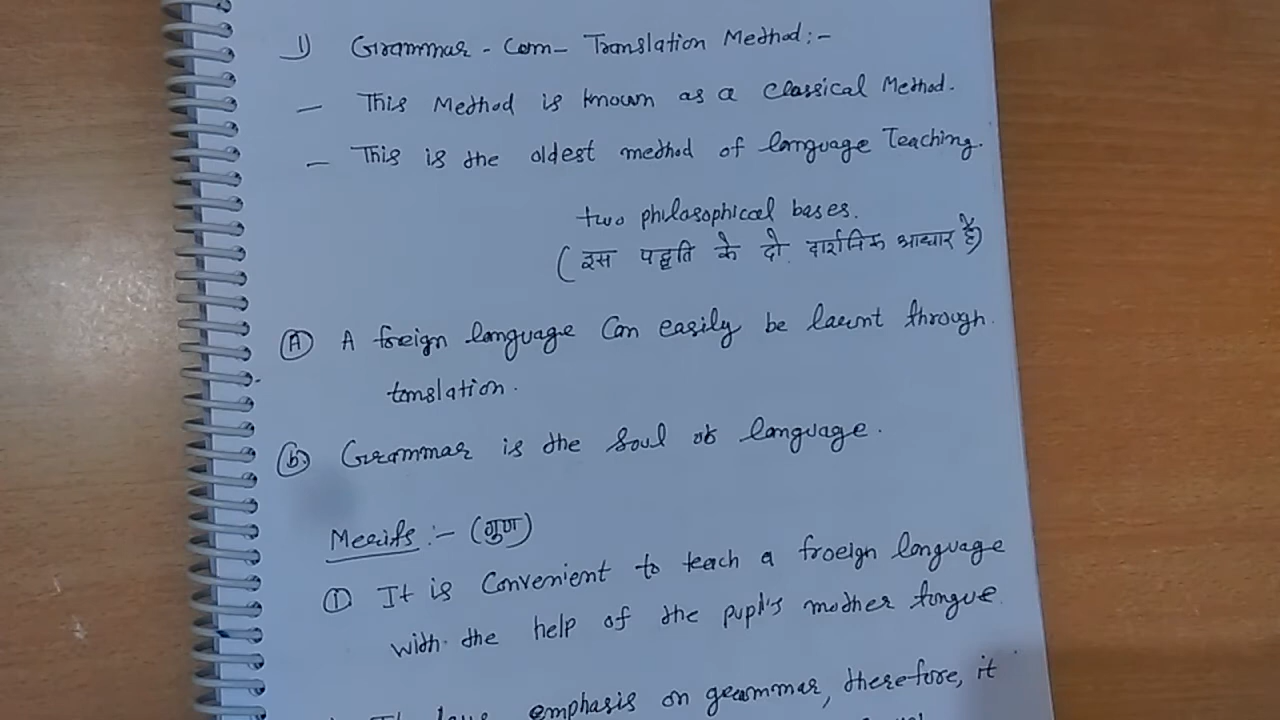 1) Grammar - Com - Translation Method :-
- This Method is known as a classical Method.
- This is the oldest method of language Teaching.
two philosophical bases.
(इस पद्धति के दो दार्शनिक आधार हैं)
(A) A foreign language Can easily be learnt through.
translation.
(b) Grammar is the Soul of language.
Merits :- (गुण)
(1) It is Convenient to teach a froeign language
with the help of the pupil's mother tongue.
emphasis on grammar, therefore, it